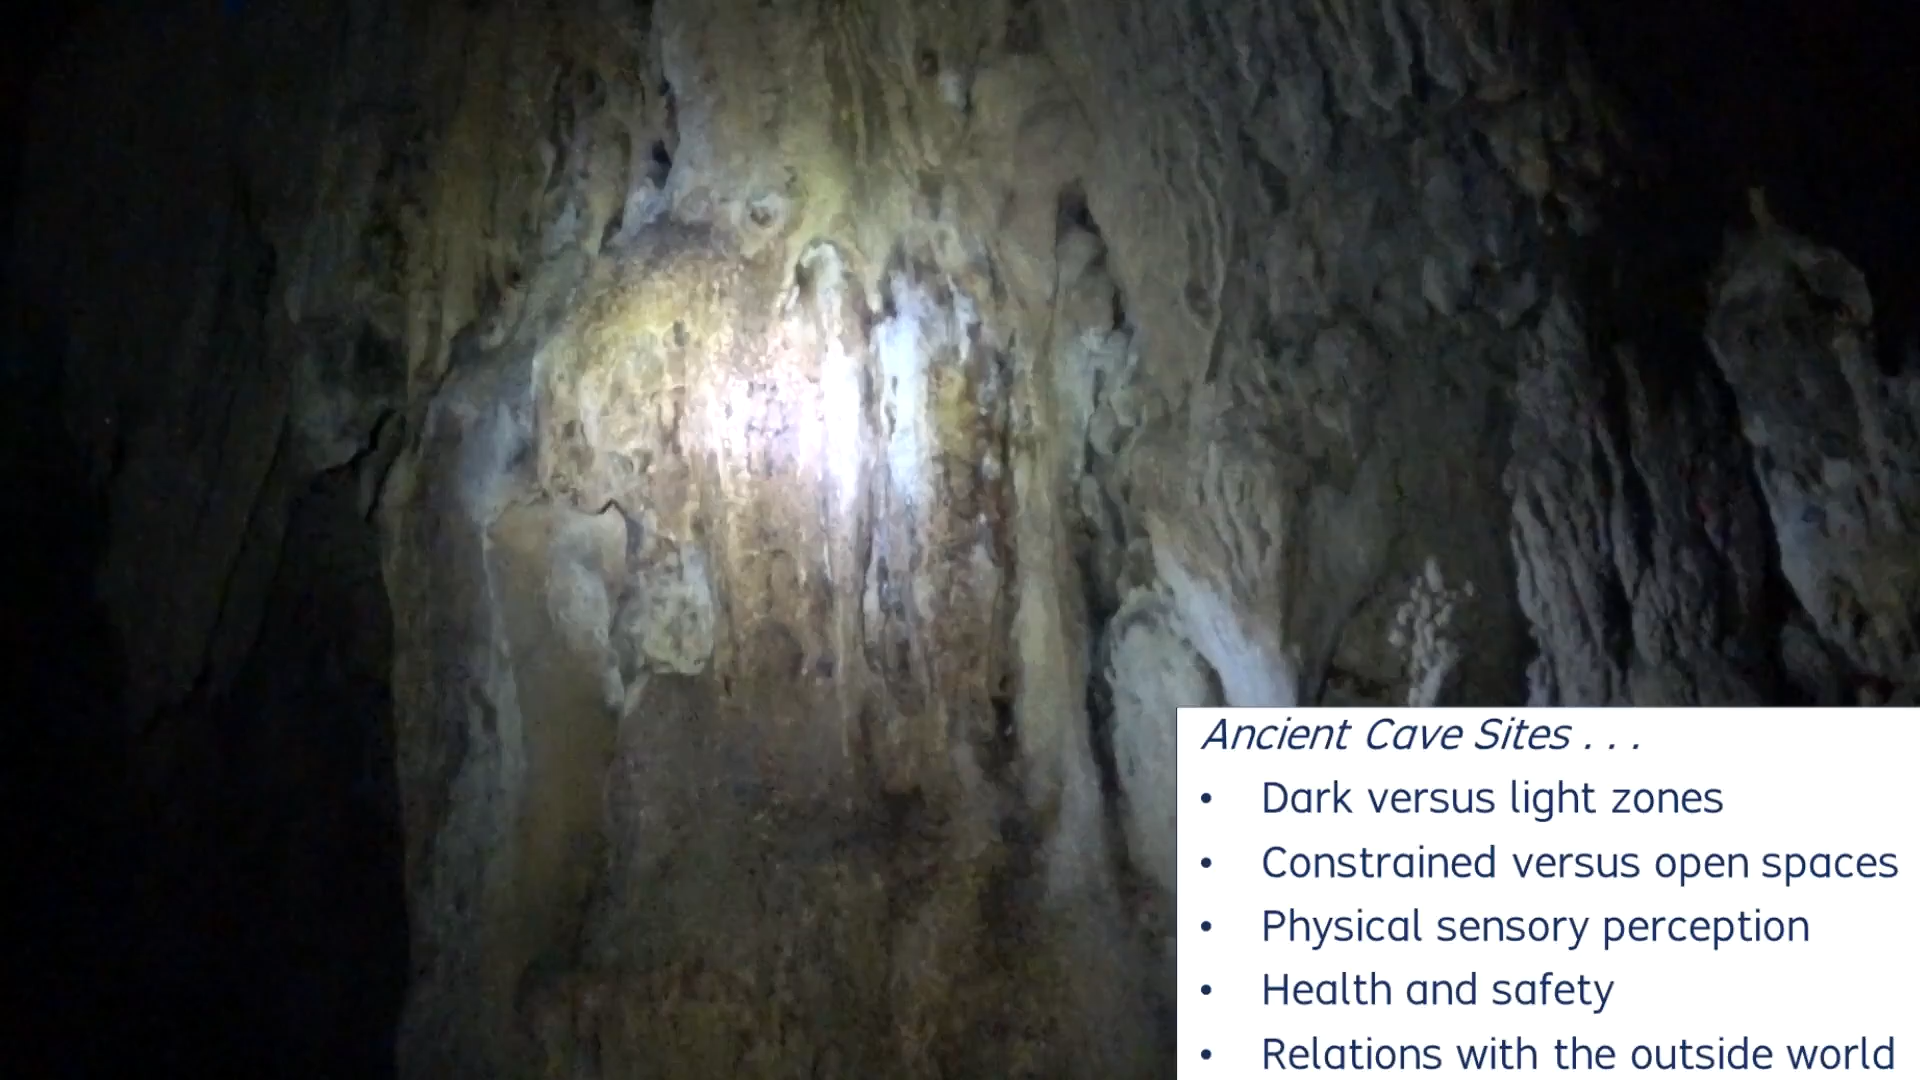 Ancient Cave Sites . . .
• Dark versus light zones
• Constrained versus open spaces
• Physical sensory perception
• Health and safety
• Relations with the outside world